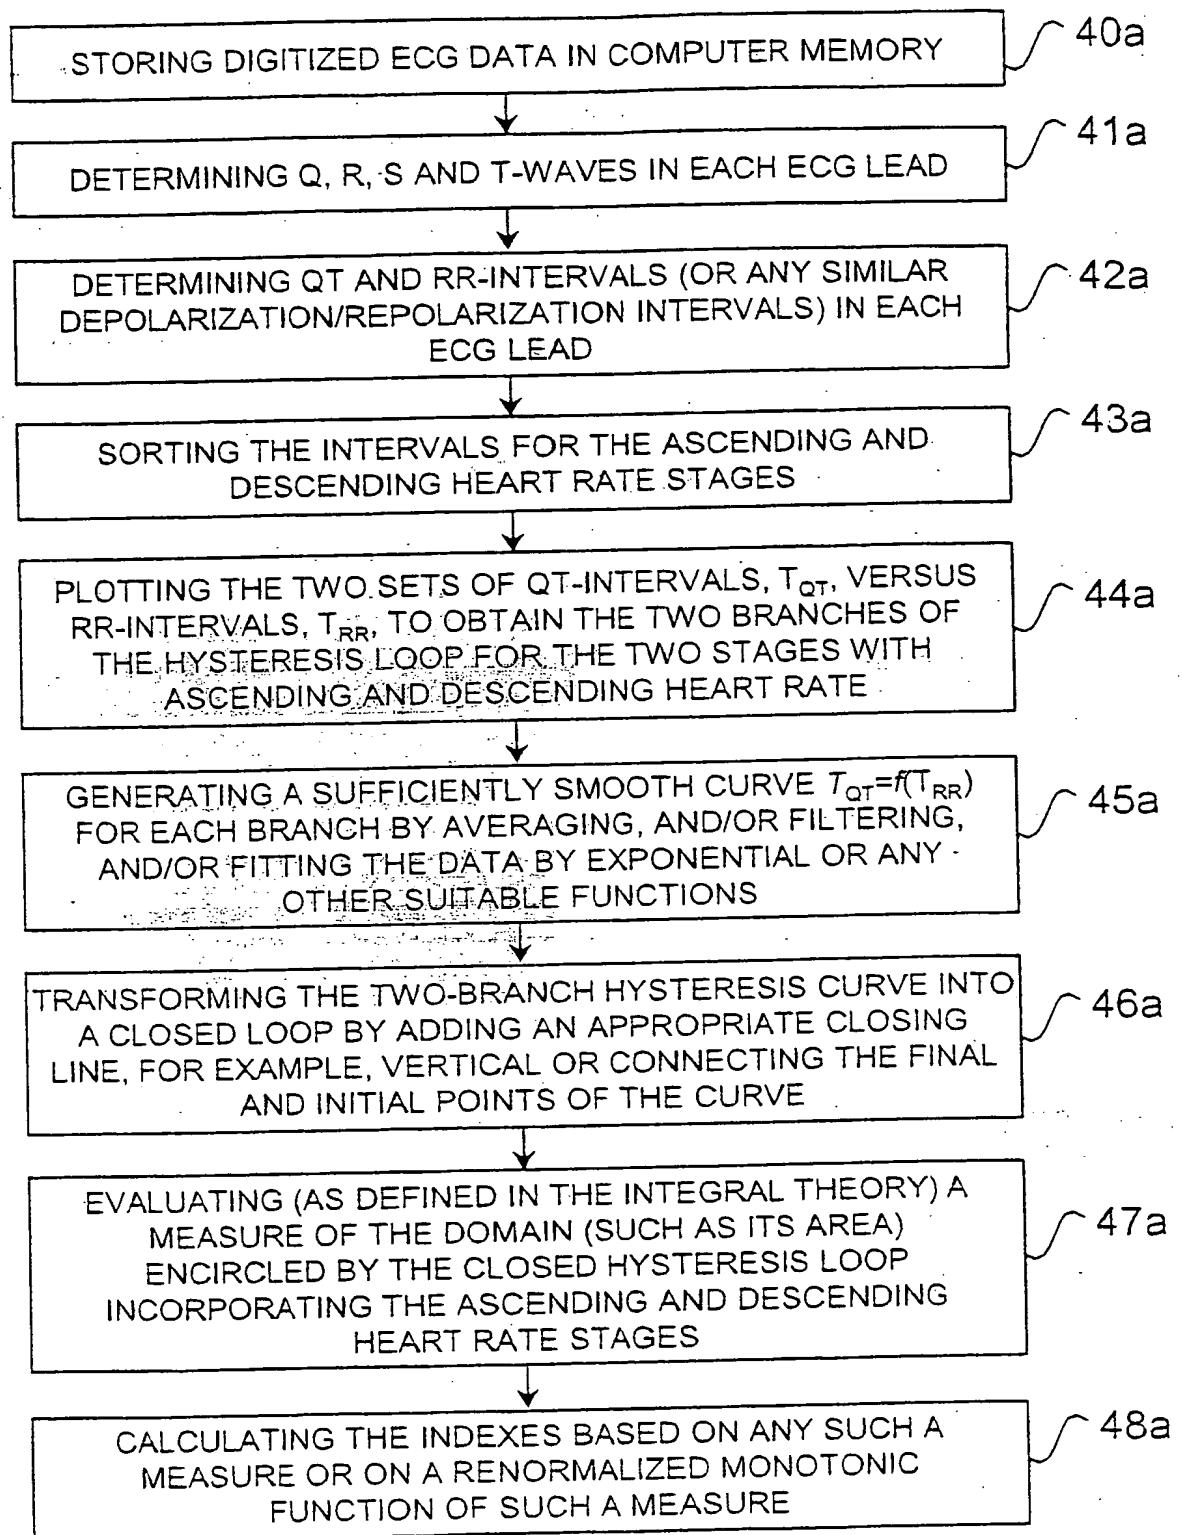 STORING DIGITIZED ECG DATA IN COMPUTER MEMORY
40a
DETERMINING Q, R, S AND T-WAVES IN EACH ECG LEAD
41a
DETERMINING QT AND RR-INTERVALS (OR ANY SIMILAR
DEPOLARIZATION/REPOLARIZATION INTERVALS) IN EACH
ECG LEAD
42a
SORTING THE INTERVALS FOR THE ASCENDING AND
DESCENDING HEART RATE STAGES
43a
PLOTTING THE TWO SETS OF QT-INTERVALS, T_QT, VERSUS
RR-INTERVALS, T_RR, TO OBTAIN THE TWO BRANCHES OF
THE HYSTERESIS LOOP FOR THE TWO STAGES WITH
ASCENDING AND DESCENDING HEART RATE
44a
GENERATING A SUFFICIENTLY SMOOTH CURVE T_QT=f(T_RR)
FOR EACH BRANCH BY AVERAGING, AND/OR FILTERING,
AND/OR FITTING THE DATA BY EXPONENTIAL OR ANY
OTHER SUITABLE FUNCTIONS
45a
TRANSFORMING THE TWO-BRANCH HYSTERESIS CURVE INTO
A CLOSED LOOP BY ADDING AN APPROPRIATE CLOSING
LINE, FOR EXAMPLE, VERTICAL OR CONNECTING THE FINAL
AND INITIAL POINTS OF THE CURVE
46a
EVALUATING (AS DEFINED IN THE INTEGRAL THEORY) A
MEASURE OF THE DOMAIN (SUCH AS ITS AREA)
ENCIRCLED BY THE CLOSED HYSTERESIS LOOP
INCORPORATING THE ASCENDING AND DESCENDING
HEART RATE STAGES
47a
CALCULATING THE INDEXES BASED ON ANY SUCH A
MEASURE OR ON A RENORMALIZED MONOTONIC
FUNCTION OF SUCH A MEASURE
48a